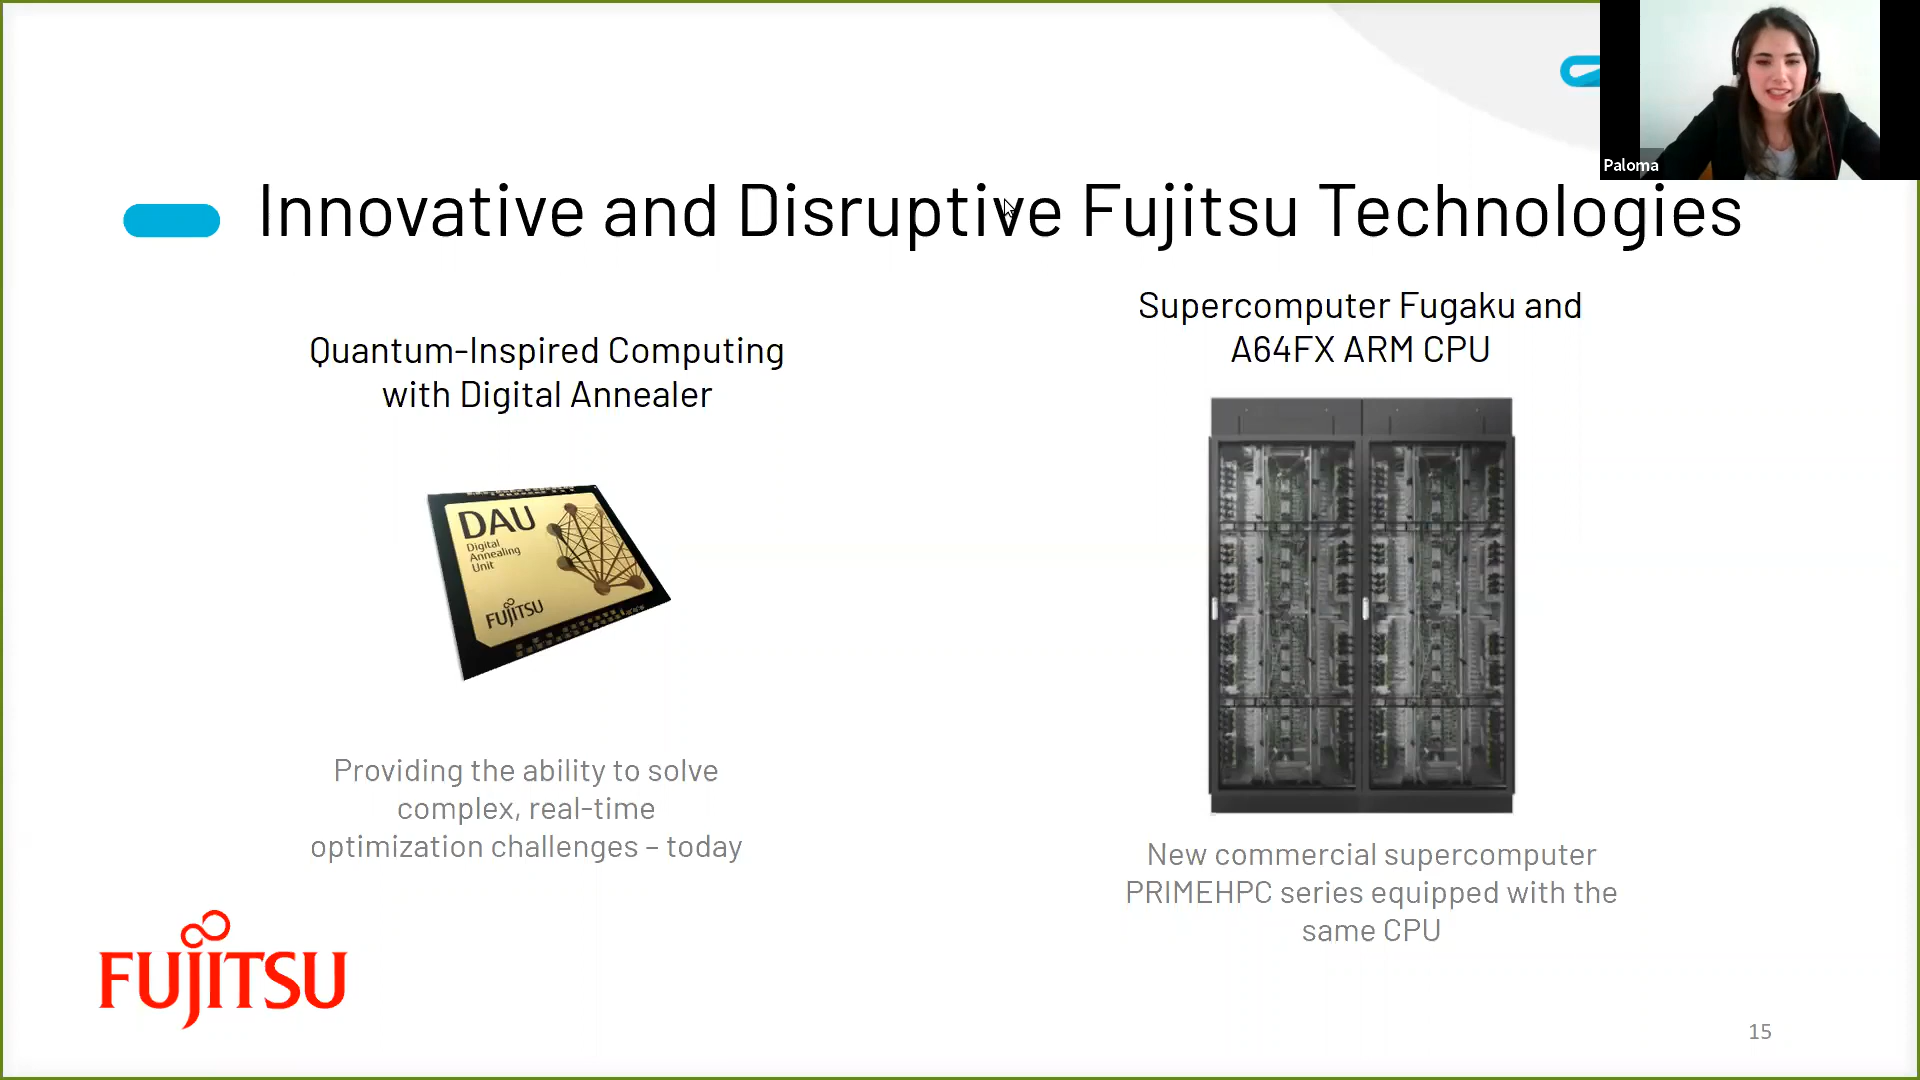 Paloma
Innovative and Disruptive Fujitsu Technologies
Quantum-Inspired Computing
with Digital Annealer
DAU
Digital
Annealing
Unit
FUJITSU
Providing the ability to solve
complex, real-time
optimization challenges – today
Supercomputer Fugaku and
A64FX ARM CPU
New commercial supercomputer
PRIMEHPC series equipped with the
same CPU
FUJITSU
15